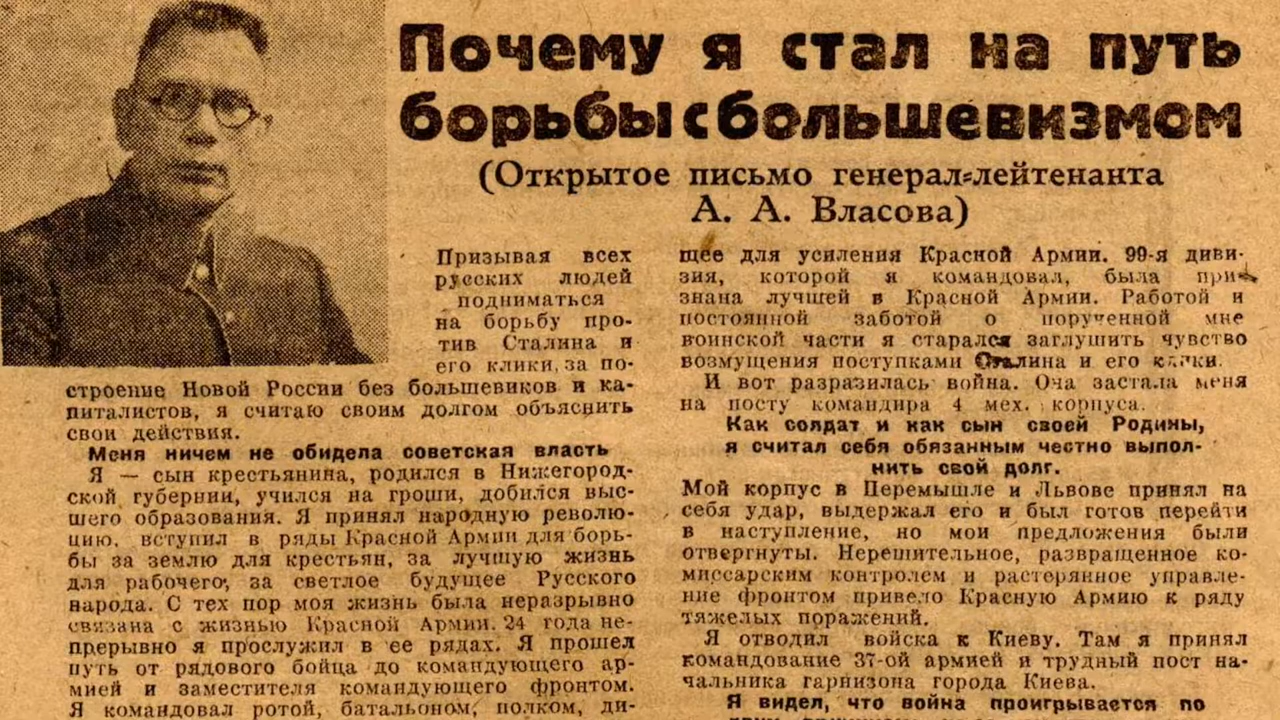 Почему я стал на путь
борьбы с большевизмом
(Открытое письмо генерал-лейтенанта
А. А. Власова)
Призывая всех
русских людей
подниматься
на борьбу про-
тив Сталина и
его клики, за по-
строение Новой России без большевиков и ка-
питалистов, я считаю своим долгом объяснить
свои действия.
Меня ничем не обидела советская власть
Я — сын крестьянина, родился в Нижегород-
ской губернии, учился на гроши, добился выс-
шего образования. Я принял народную револю-
цию, вступил в ряды Красной Армии для борь-
бы за землю для крестьян, за лучшую жизнь
для рабочего, за светлое будущее Русского
народа. С тех пор моя жизнь была неразрывно
связана с жизнью Красной Армии. 24 года не-
прерывно я прослужил в ее рядах. Я прошел
путь от рядового бойца до командующего ар-
мией и заместителя командующего фронтом.
Я командовал ротой, батальоном, полком, ди-
щее для усиления Красной Армии. 99-я диви-
зия, которой я командовал, была при-
знана лучшей в Красной Армии. Работой и
постоянной заботой о порученной мне
воинской части я старался заглушить чувство
возмущения поступками Сталина и его клики.
И вот разразилась война. Она застала меня
на посту командира 4 мех. корпуса.
Как солдат и как сын своей Родины,
я считал себя обязанным честно выпол-
нить свой долг.
Мой корпус в Перемышле и Львове принял на
себя удар, выдержал его и был готов перейти
в наступление, но мои предложения были
отвергнуты. Нерешительное, развращенное ко-
миссарским контролем и растерянное управле-
ние фронтом привело Красную Армию к ряду
тяжелых поражений.
Я отводил войска к Киеву. Там я принял
командование 37-ой армией и трудный пост на-
чальника гарнизона города Киева.
Я видел, что война проигрывается по